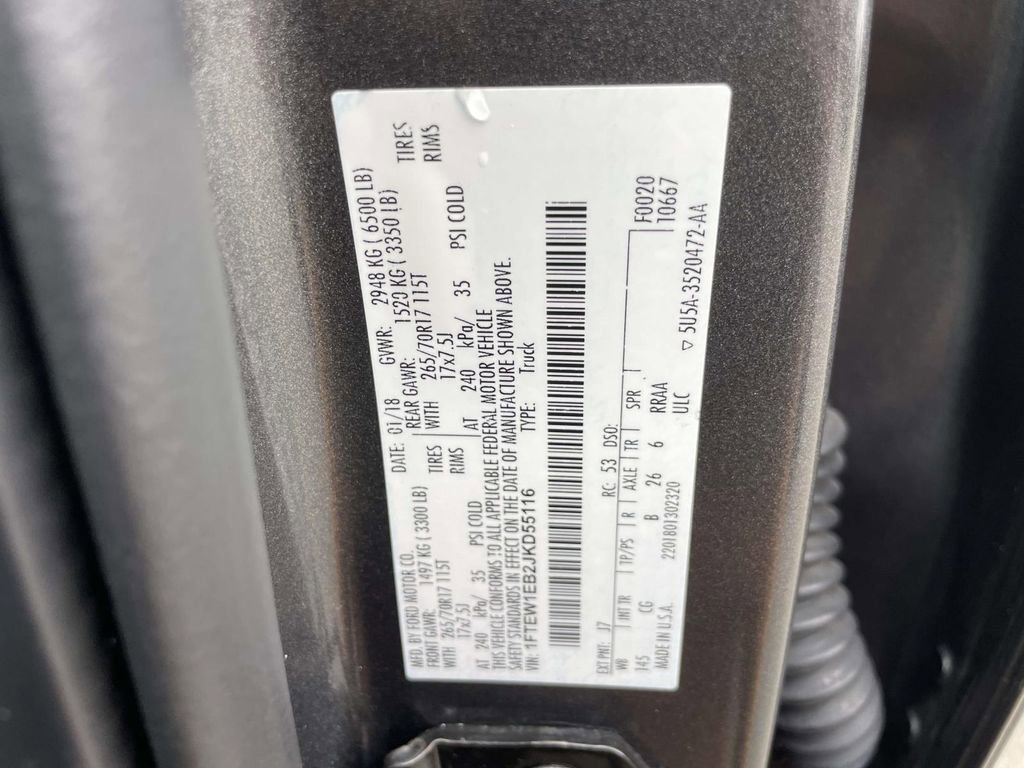 MFD. BY FORD MOTOR CO. DATE: 01/18 GVWR: 2948 KG ( 6500 LB)
FRONT GAWR: 1497 KG ( 3300 LB) REAR GAWR: 1520 KG ( 3350 LB)
WITH 265/70R17 115T TIRES WITH 265/70R17 115T TIRES
17x7.5J RIMS 17x7.5J RIMS
AT 240 kPa/ 35 PSI COLD AT 240 kPa/ 35 PSI COLD
THIS VEHICLE CONFORMS TO ALL APPLICABLE FEDERAL MOTOR VEHICLE
SAFETY STANDARDS IN EFFECT ON THE DATE OF MANUFACTURE SHOWN ABOVE.
VIN: 1FTEW1EB2JKD55116 TYPE: Truck
EXT PNT: J7 RC: 53 DSO:
WB INT TR TP/PS R AXLE TR SPR F0020
145 CG B 26 6 RRAA T0667
MADE IN U.S.A. 2201801302320 ULC
▽ 5U5A-3520472-AA